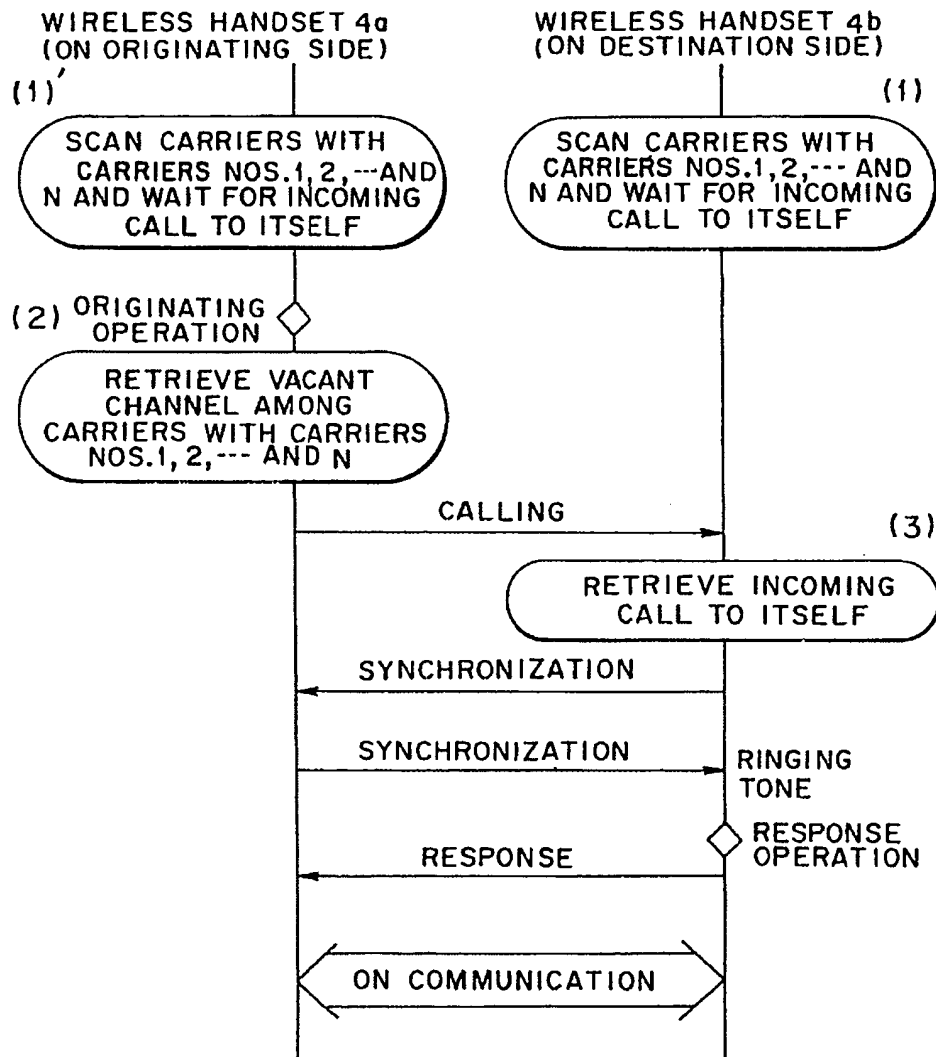 WIRELESS HANDSET 4a
(ON ORIGINATING SIDE)
WIRELESS HANDSET 4b
(ON DESTINATION SIDE)
(1)'
(1)
SCAN CARRIERS WITH
CARRIERS NOS.1, 2, --- AND
N AND WAIT FOR INCOMING
CALL TO ITSELF
SCAN CARRIERS WITH
CARRIERS NOS.1, 2, --- AND
N AND WAIT FOR INCOMING
CALL TO ITSELF
(2)
ORIGINATING
OPERATION
RETRIEVE VACANT
CHANNEL AMONG
CARRIERS WITH CARRIERS
NOS.1, 2, --- AND N
CALLING
(3)
RETRIEVE INCOMING
CALL TO ITSELF
SYNCHRONIZATION
SYNCHRONIZATION
RINGING
TONE
RESPONSE
OPERATION
RESPONSE
ON COMMUNICATION